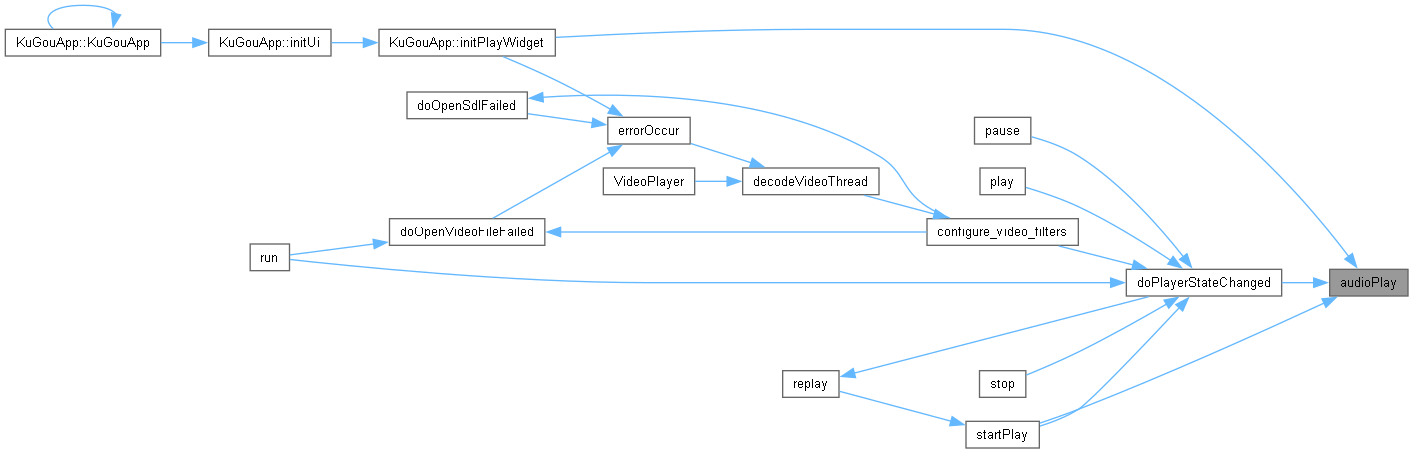 KuGouApp::KuGouApp
KuGouApp::initUi
KuGouApp::initPlayWidget
doOpenSdlFailed
errorOccur
pause
VideoPlayer
decodeVideoThread
play
doOpenVideoFileFailed
configure_video_filters
run
doPlayerStateChanged
audioPlay
replay
stop
startPlay